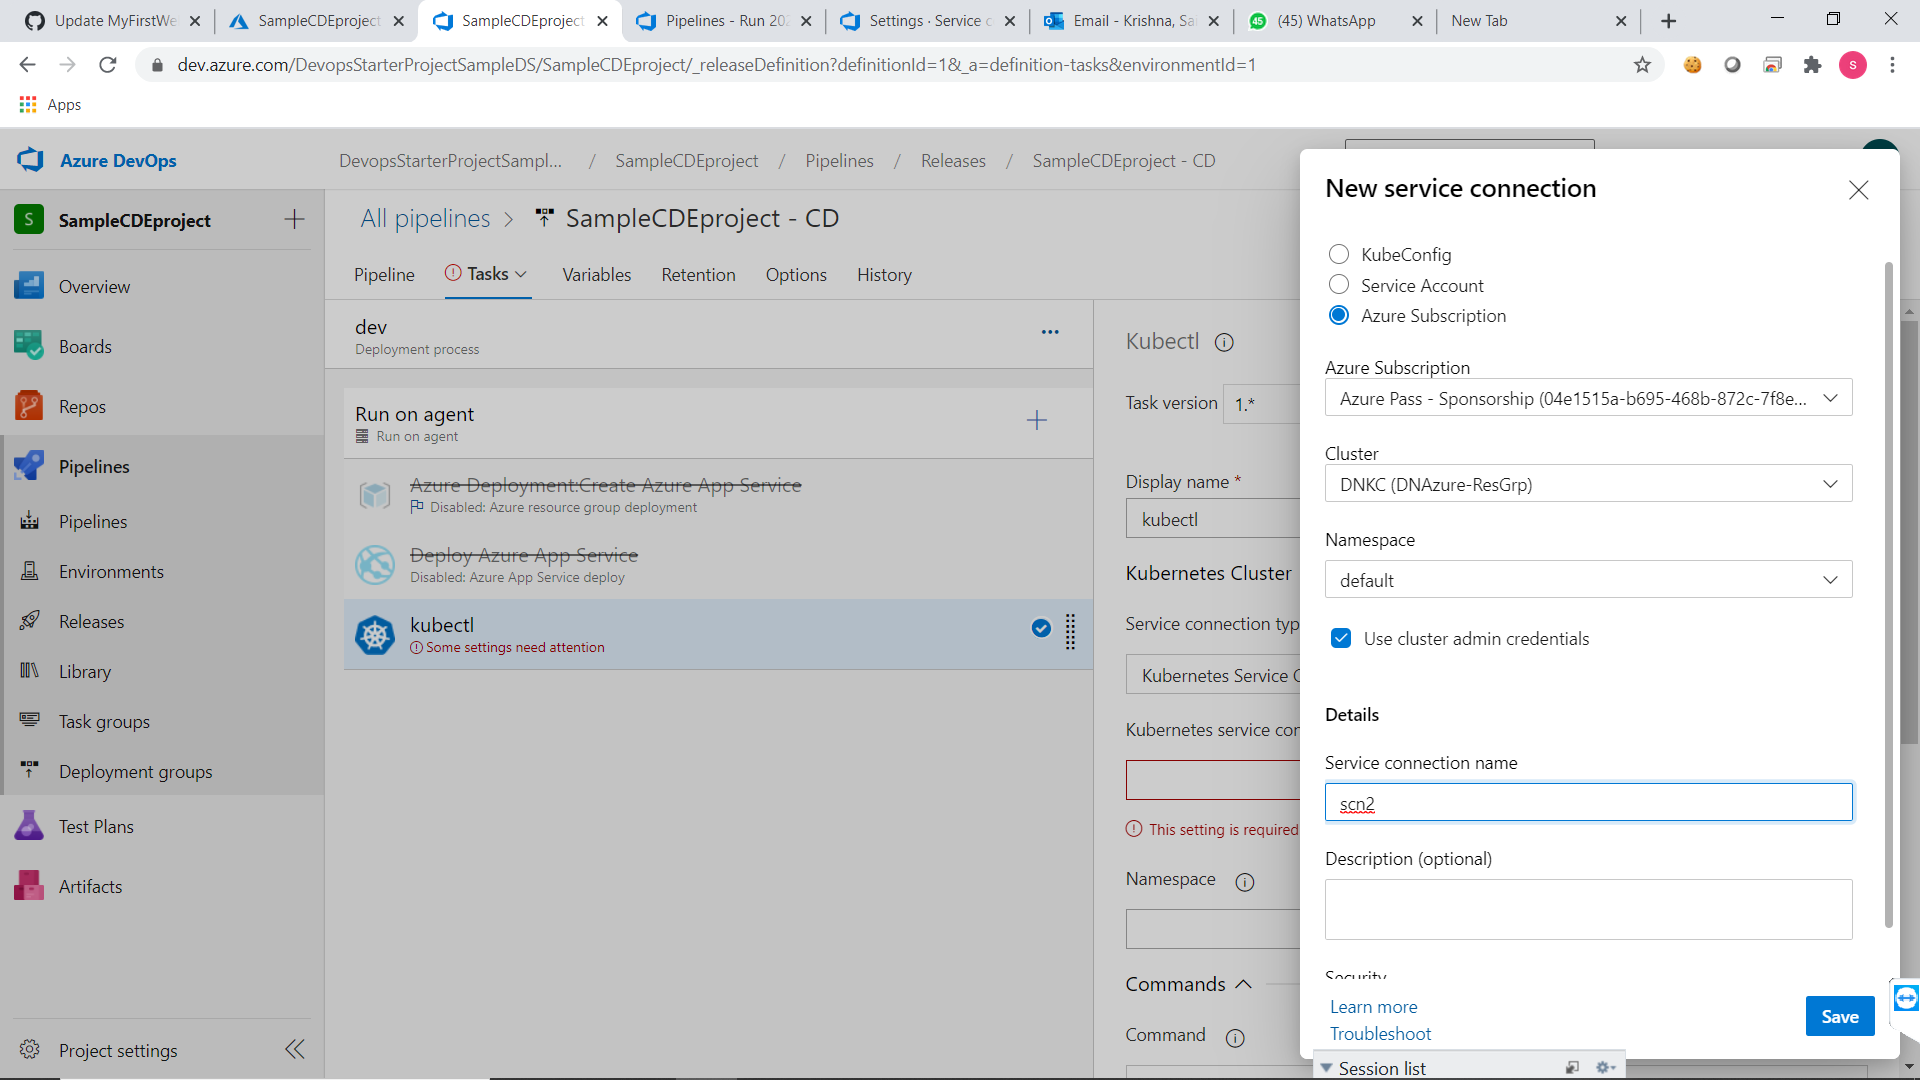 Update MyFirstWe
SampleCDEproject
SampleCDEproject
Pipelines - Run 202
Settings · Service c
Email - Krishna, Sai
45
(45) WhatsApp
New Tab
dev.azure.com/DevopsStarterProjectSampleDS/SampleCDEproject/_releaseDefinition?definitionId=1&_a=definition-tasks&environmentId=1
S
Apps
Azure DevOps
DevopsStarterProjectSampl... / SampleCDEproject / Pipelines / Releases / SampleCDEproject - CD
S
SampleCDEproject
Overview
Boards
Repos
Pipelines
Pipelines
Environments
Releases
Library
Task groups
Deployment groups
Test Plans
Artifacts
Project settings
All pipelines > SampleCDEproject - CD
Pipeline
Tasks
Variables
Retention
Options
History
dev
Deployment process
Run on agent
Run on agent
Azure Deployment:Create Azure App Service
Disabled: Azure resource group deployment
Deploy Azure App Service
Disabled: Azure App Service deploy
kubectl
Some settings need attention
Kubectl
Task version
1.*
Display name *
kubectl
Kubernetes Cluster
Service connection typ
Kubernetes Service C
Kubernetes service con
This setting is required
Namespace
Commands
Command
New service connection
KubeConfig
Service Account
Azure Subscription
Azure Subscription
Azure Pass - Sponsorship (04e1515a-b695-468b-872c-7f8e...
Cluster
DNKC (DNAzure-ResGrp)
Namespace
default
Use cluster admin credentials
Details
Service connection name
scn2
Description (optional)
Security
Learn more
Troubleshoot
Save
Session list